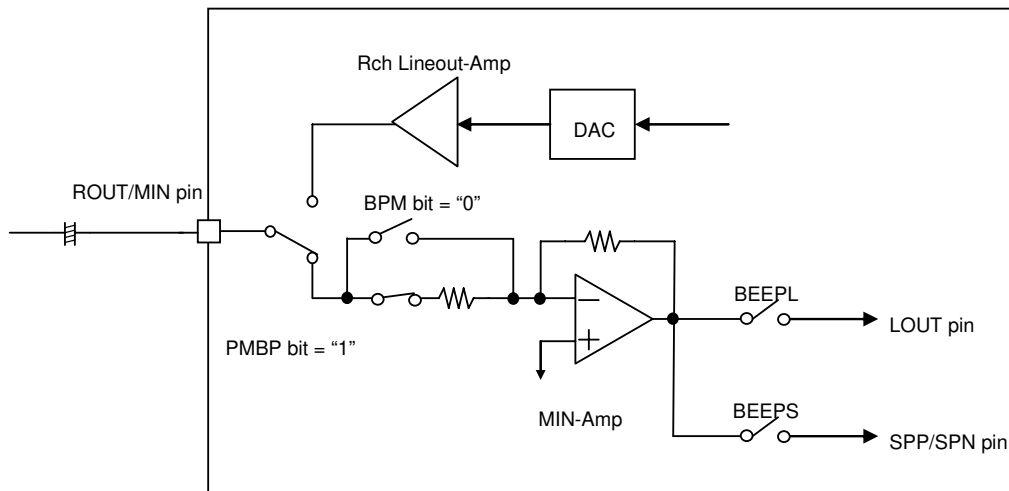 Rch Lineout-Amp
DAC
ROUT/MIN pin
BPM bit = “0”
BEEPL
LOUT pin
PMBP bit = “1”
MIN-Amp
BEEPS
SPP/SPN pin